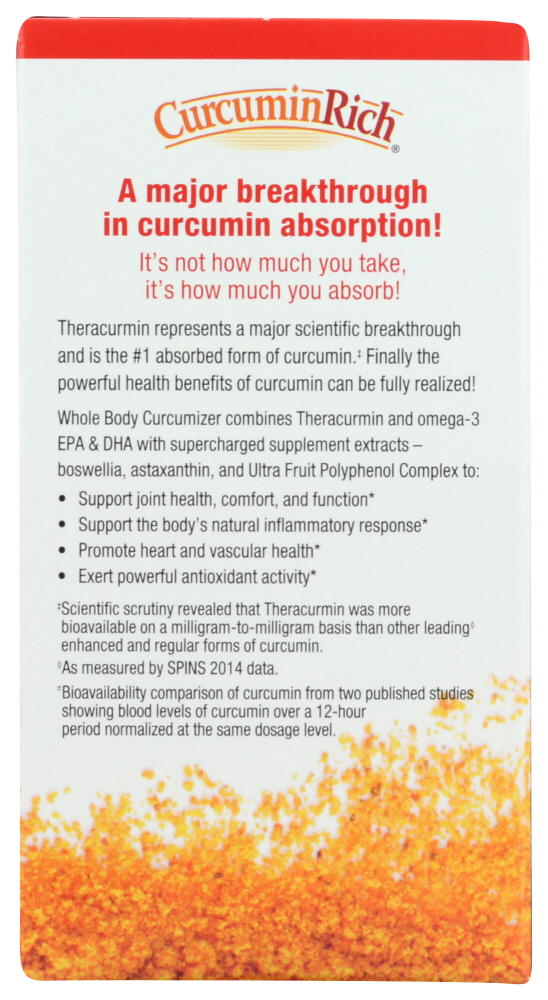 CurcuminRich®
A major breakthrough
in curcumin absorption!
It's not how much you take,
it's how much you absorb!
Theracurmin represents a major scientific breakthrough
and is the #1 absorbed form of curcumin.‡ Finally the
powerful health benefits of curcumin can be fully realized!
Whole Body Curcumizer combines Theracurmin and omega-3
EPA & DHA with supercharged supplement extracts –
boswellia, astaxanthin, and Ultra Fruit Polyphenol Complex to:
• Support joint health, comfort, and function*
• Support the body's natural inflammatory response*
• Promote heart and vascular health*
• Exert powerful antioxidant activity*
‡Scientific scrutiny revealed that Theracurmin was more
bioavailable on a milligram-to-milligram basis than other leading◊
enhanced and regular forms of curcumin.
◊As measured by SPINS 2014 data.
‡Bioavailability comparison of curcumin from two published studies
showing blood levels of curcumin over a 12-hour
period normalized at the same dosage level.